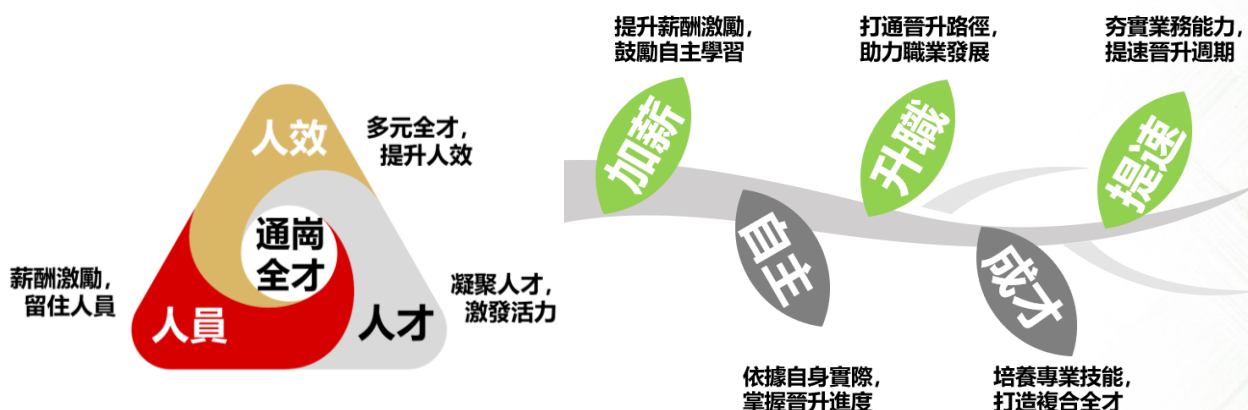 人效
多元全才，
提升人效
通崗
全才
薪酬激勵，
留住人員
人員
人才
凝聚人才，
激發活力
提升薪酬激勵，
鼓勵自主學習
加薪
打通晉升路徑，
助力職業發展
升職
夯實業務能力，
提速晉升週期
提速
自主
依據自身實際，
掌握晉升進度
成才
培養專業技能，
打造複合全才